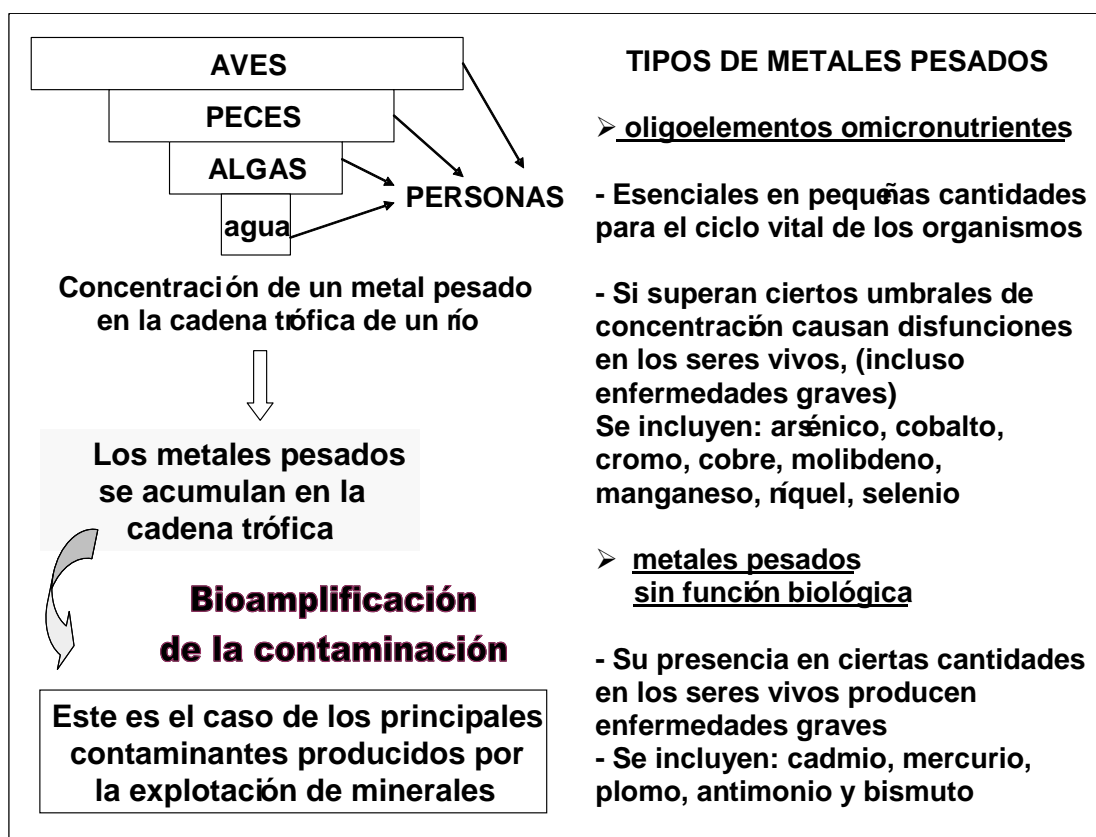 AVES
PECES
ALGAS
agua
PERSONAS
Concentración de un metal pesado
en la cadena trófica de un río
Los metales pesados
se acumulan en la
cadena trófica
Bioamplificación
de la contaminación
Este es el caso de los principales
contaminantes producidos por
la explotación de minerales
TIPOS DE METALES PESADOS
➢ oligoelementos omicronutrientes
- Esenciales en pequeñas cantidades
para el ciclo vital de los organismos
- Si superan ciertos umbrales de
concentración causan disfunciones
en los seres vivos, (incluso
enfermedades graves)
Se incluyen: arsénico, cobalto,
cromo, cobre, molibdeno,
manganeso, níquel, selenio
➢ metales pesados
sin función biológica
- Su presencia en ciertas cantidades
en los seres vivos producen
enfermedades graves
- Se incluyen: cadmio, mercurio,
plomo, antimonio y bismuto